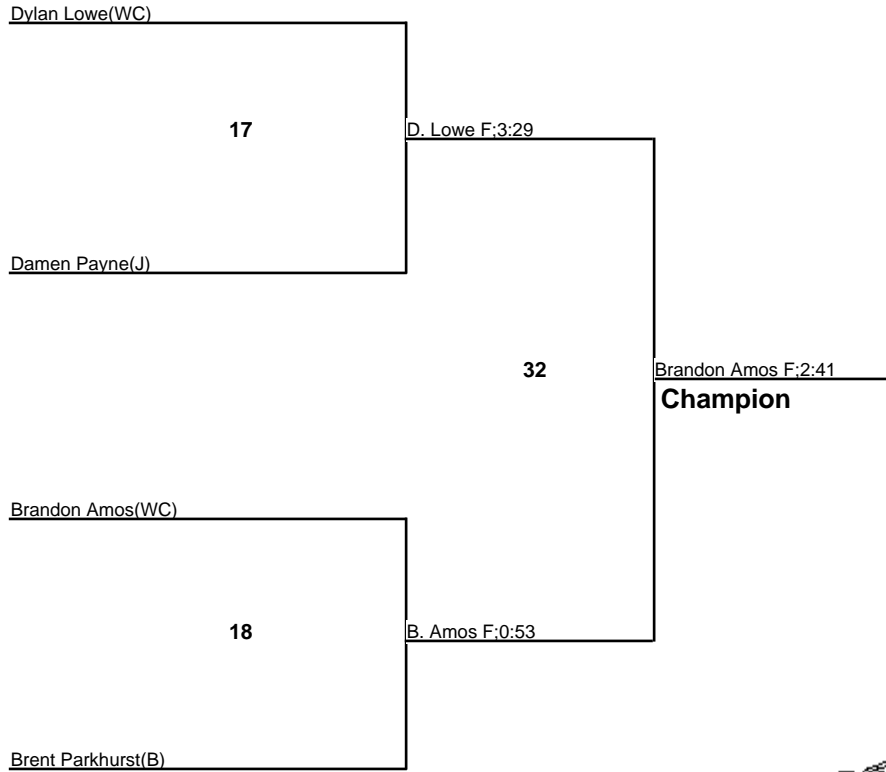 Dylan Lowe(WC)
17
D. Lowe F;3:29
Damen Payne(J)
32
Brandon Amos F;2:41
Champion
Brandon Amos(WC)
18
B. Amos F;0:53
Brent Parkhurst(B)